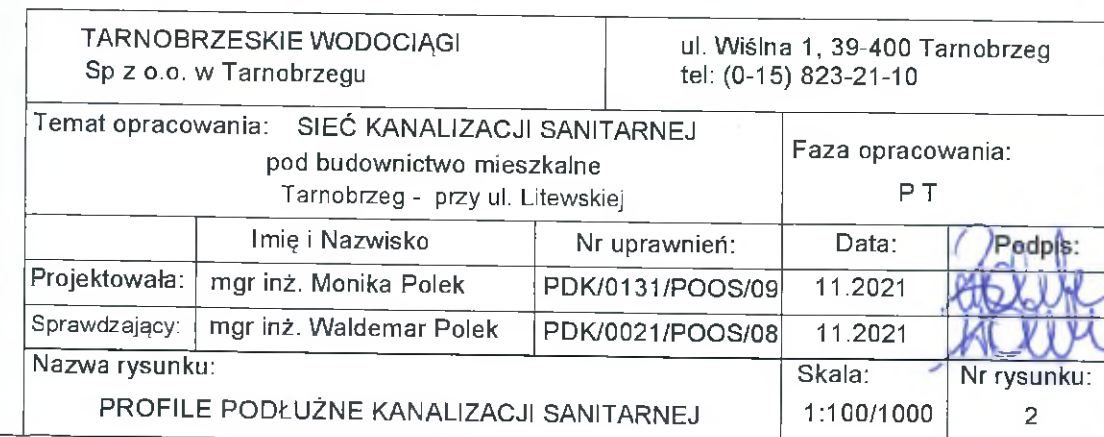 TARNOBRZESKIE WODOCIĄGI
Sp z o.o. w Tarnobrzegu
ul. Wiślna 1, 39-400 Tarnobrzeg
tel: (0-15) 823-21-10
Temat opracowania: SIEĆ KANALIZACJI SANITARNEJ
pod budownictwo mieszkalne
Tarnobrzeg - przy ul. Litewskiej
Faza opracowania:
P T
Imię i Nazwisko Nr uprawnień: Data: Podpis:
Projektowała: mgr inż. Monika Polek PDK/0131/POOS/09 11.2021
Sprawdzający: mgr inż. Waldemar Polek PDK/0021/POOS/08 11.2021
Nazwa rysunku:
PROFILE PODŁUŻNE KANALIZACJI SANITARNEJ
Skala:
1:100/1000
Nr rysunku:
2